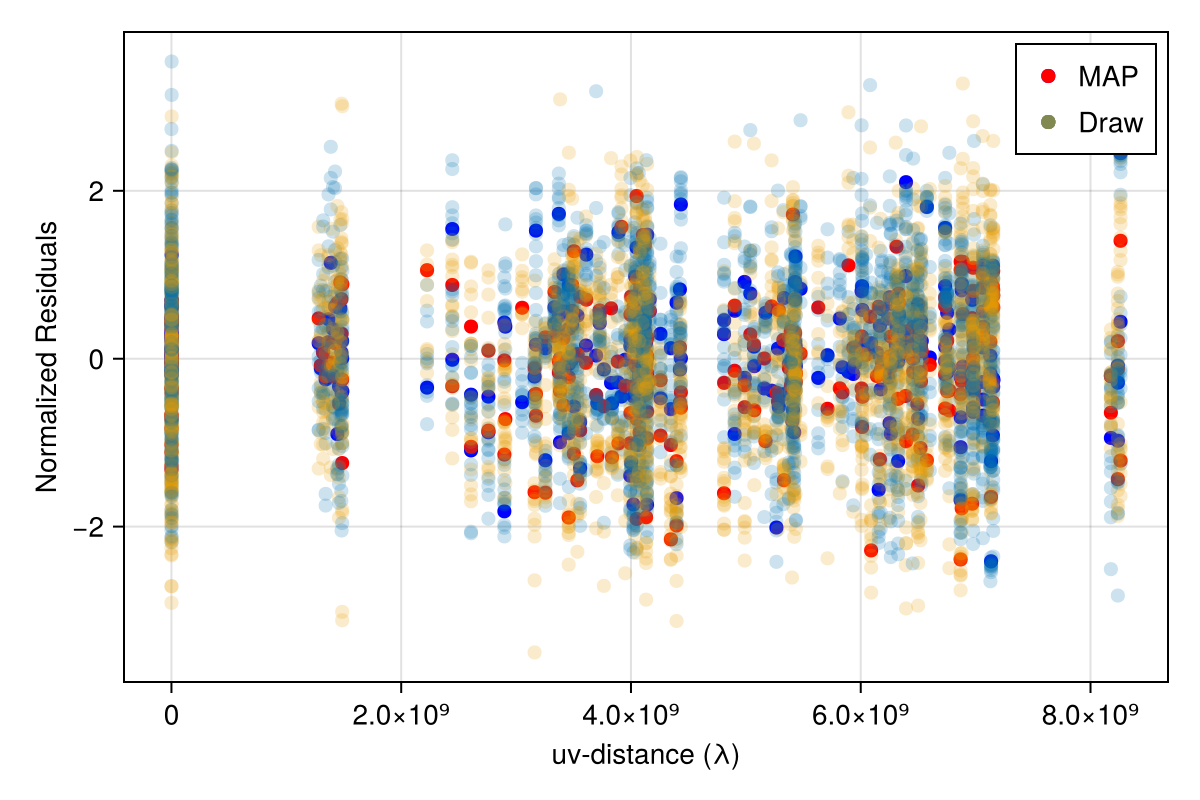 MAP
Draw
Normalized Residuals
2
0
−2
0
2.0×10⁹
4.0×10⁹
6.0×10⁹
8.0×10⁹
uv-distance (λ)